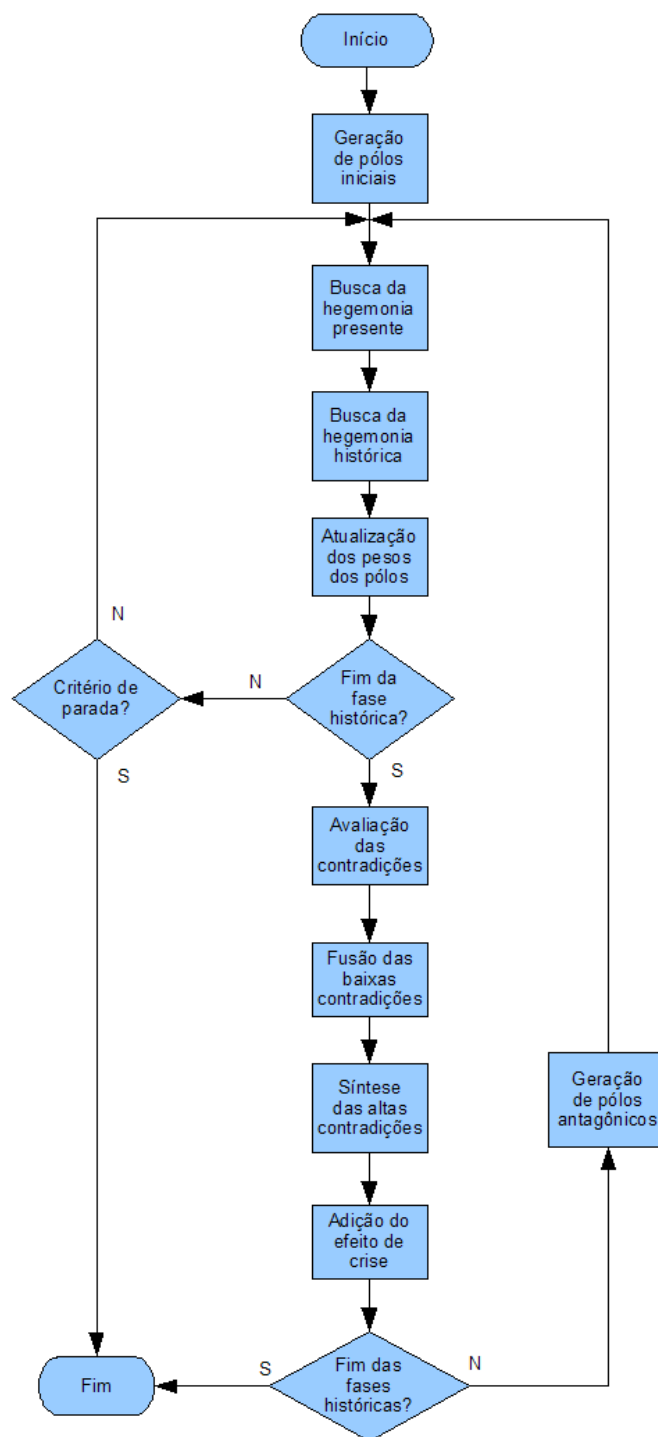 Início
Geração
de pólos
iniciais
Busca da
hegemonia
presente
Busca da
hegemonia
histórica
Atualização
dos pesos
dos pólos
N
Critério de
parada?
N
Fim da
fase
histórica?
S
S
Avaliação
das
contradições
Fusão das
baixas
contradições
Síntese
das altas
contradições
Geração
de pólos
antagônicos
Adição do
efeito de
crise
Fim
S
Fim das
fases
históricas?
N